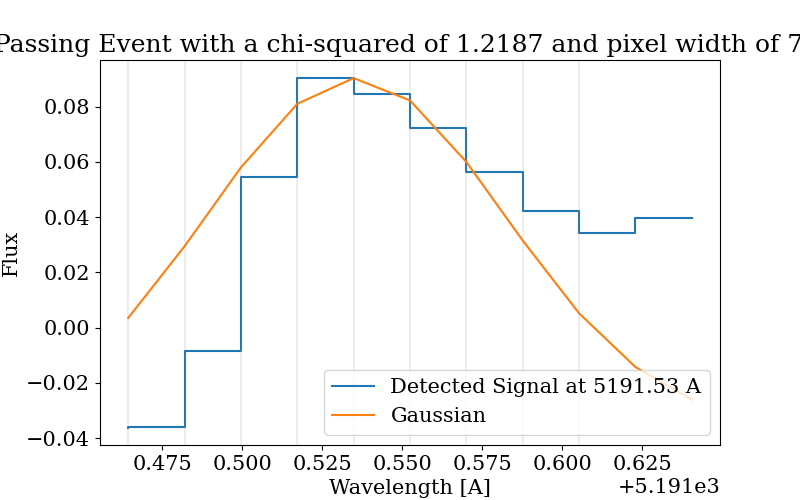 Passing Event with a chi-squared of 1.2187 and pixel width of 7
Flux
0.08
0.06
0.04
0.02
0.00
−0.02
−0.04
Detected Signal at 5191.53 A
Gaussian
0.475 0.500 0.525 0.550 0.575 0.600 0.625
+5.191e3
Wavelength [A]